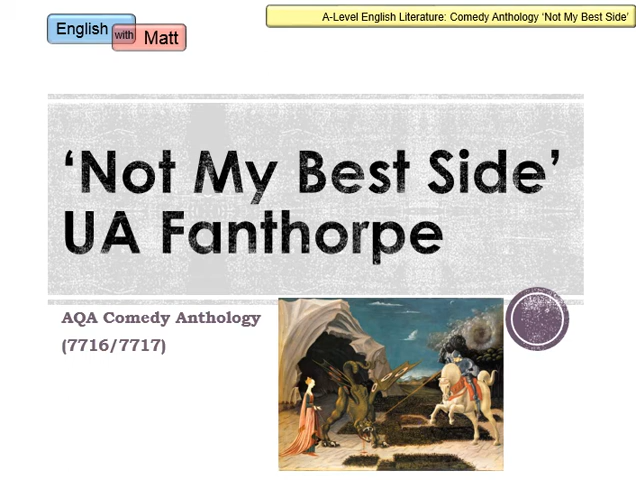 English with Matt
A-Level English Literature: Comedy Anthology ‘Not My Best Side’
‘Not My Best Side’
UA Fanthorpe
AQA Comedy Anthology
(7716/7717)